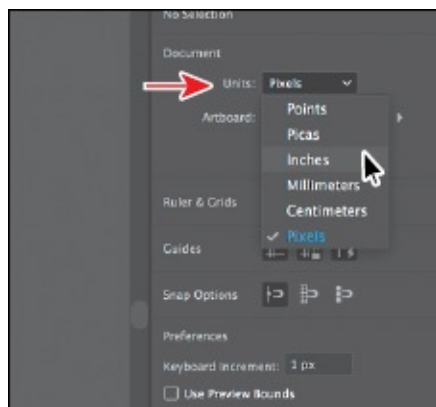 No Selection
Document
Units: Pixels
Points
Artboard:
Picas
Inches
Millimeters
Ruler & Grids
Centimeters
Pixels
Guides
Snap Options
Preferences
Keyboard Increment: 1 px
Use Preview Bounds